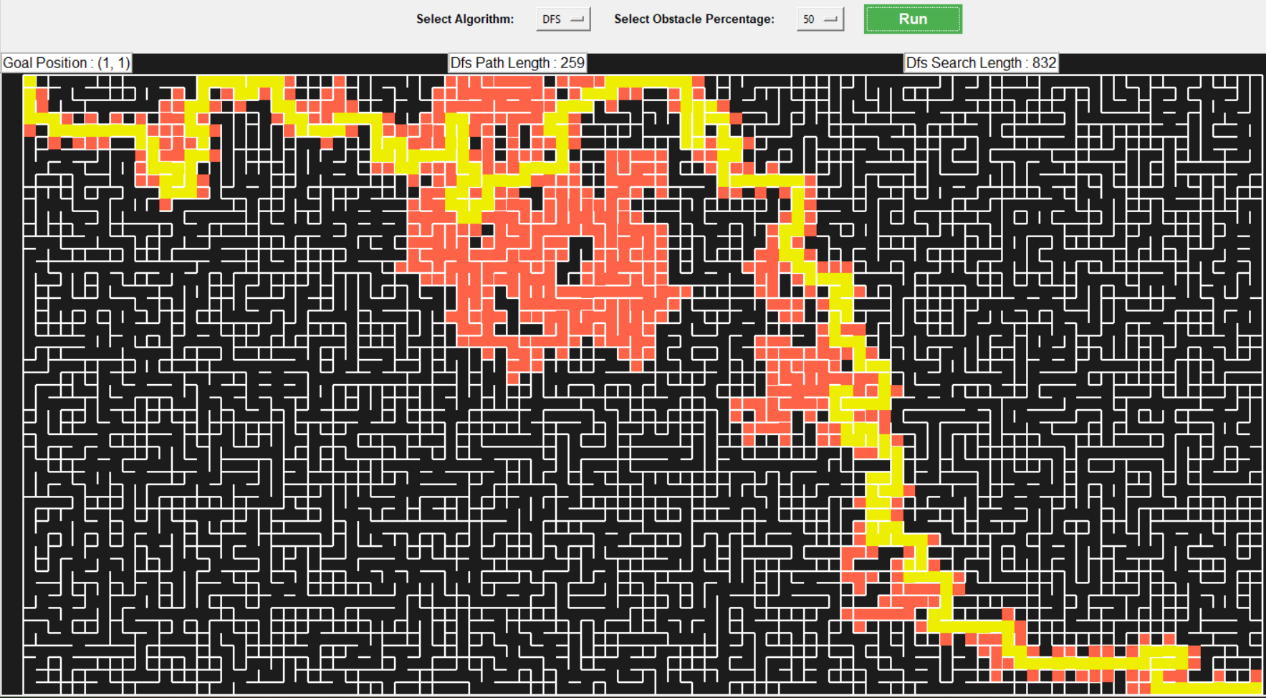 Select Algorithm: DFS Select Obstacle Percentage: 50 Run
Goal Position : (1, 1) Dfs Path Length : 259 Dfs Search Length : 832